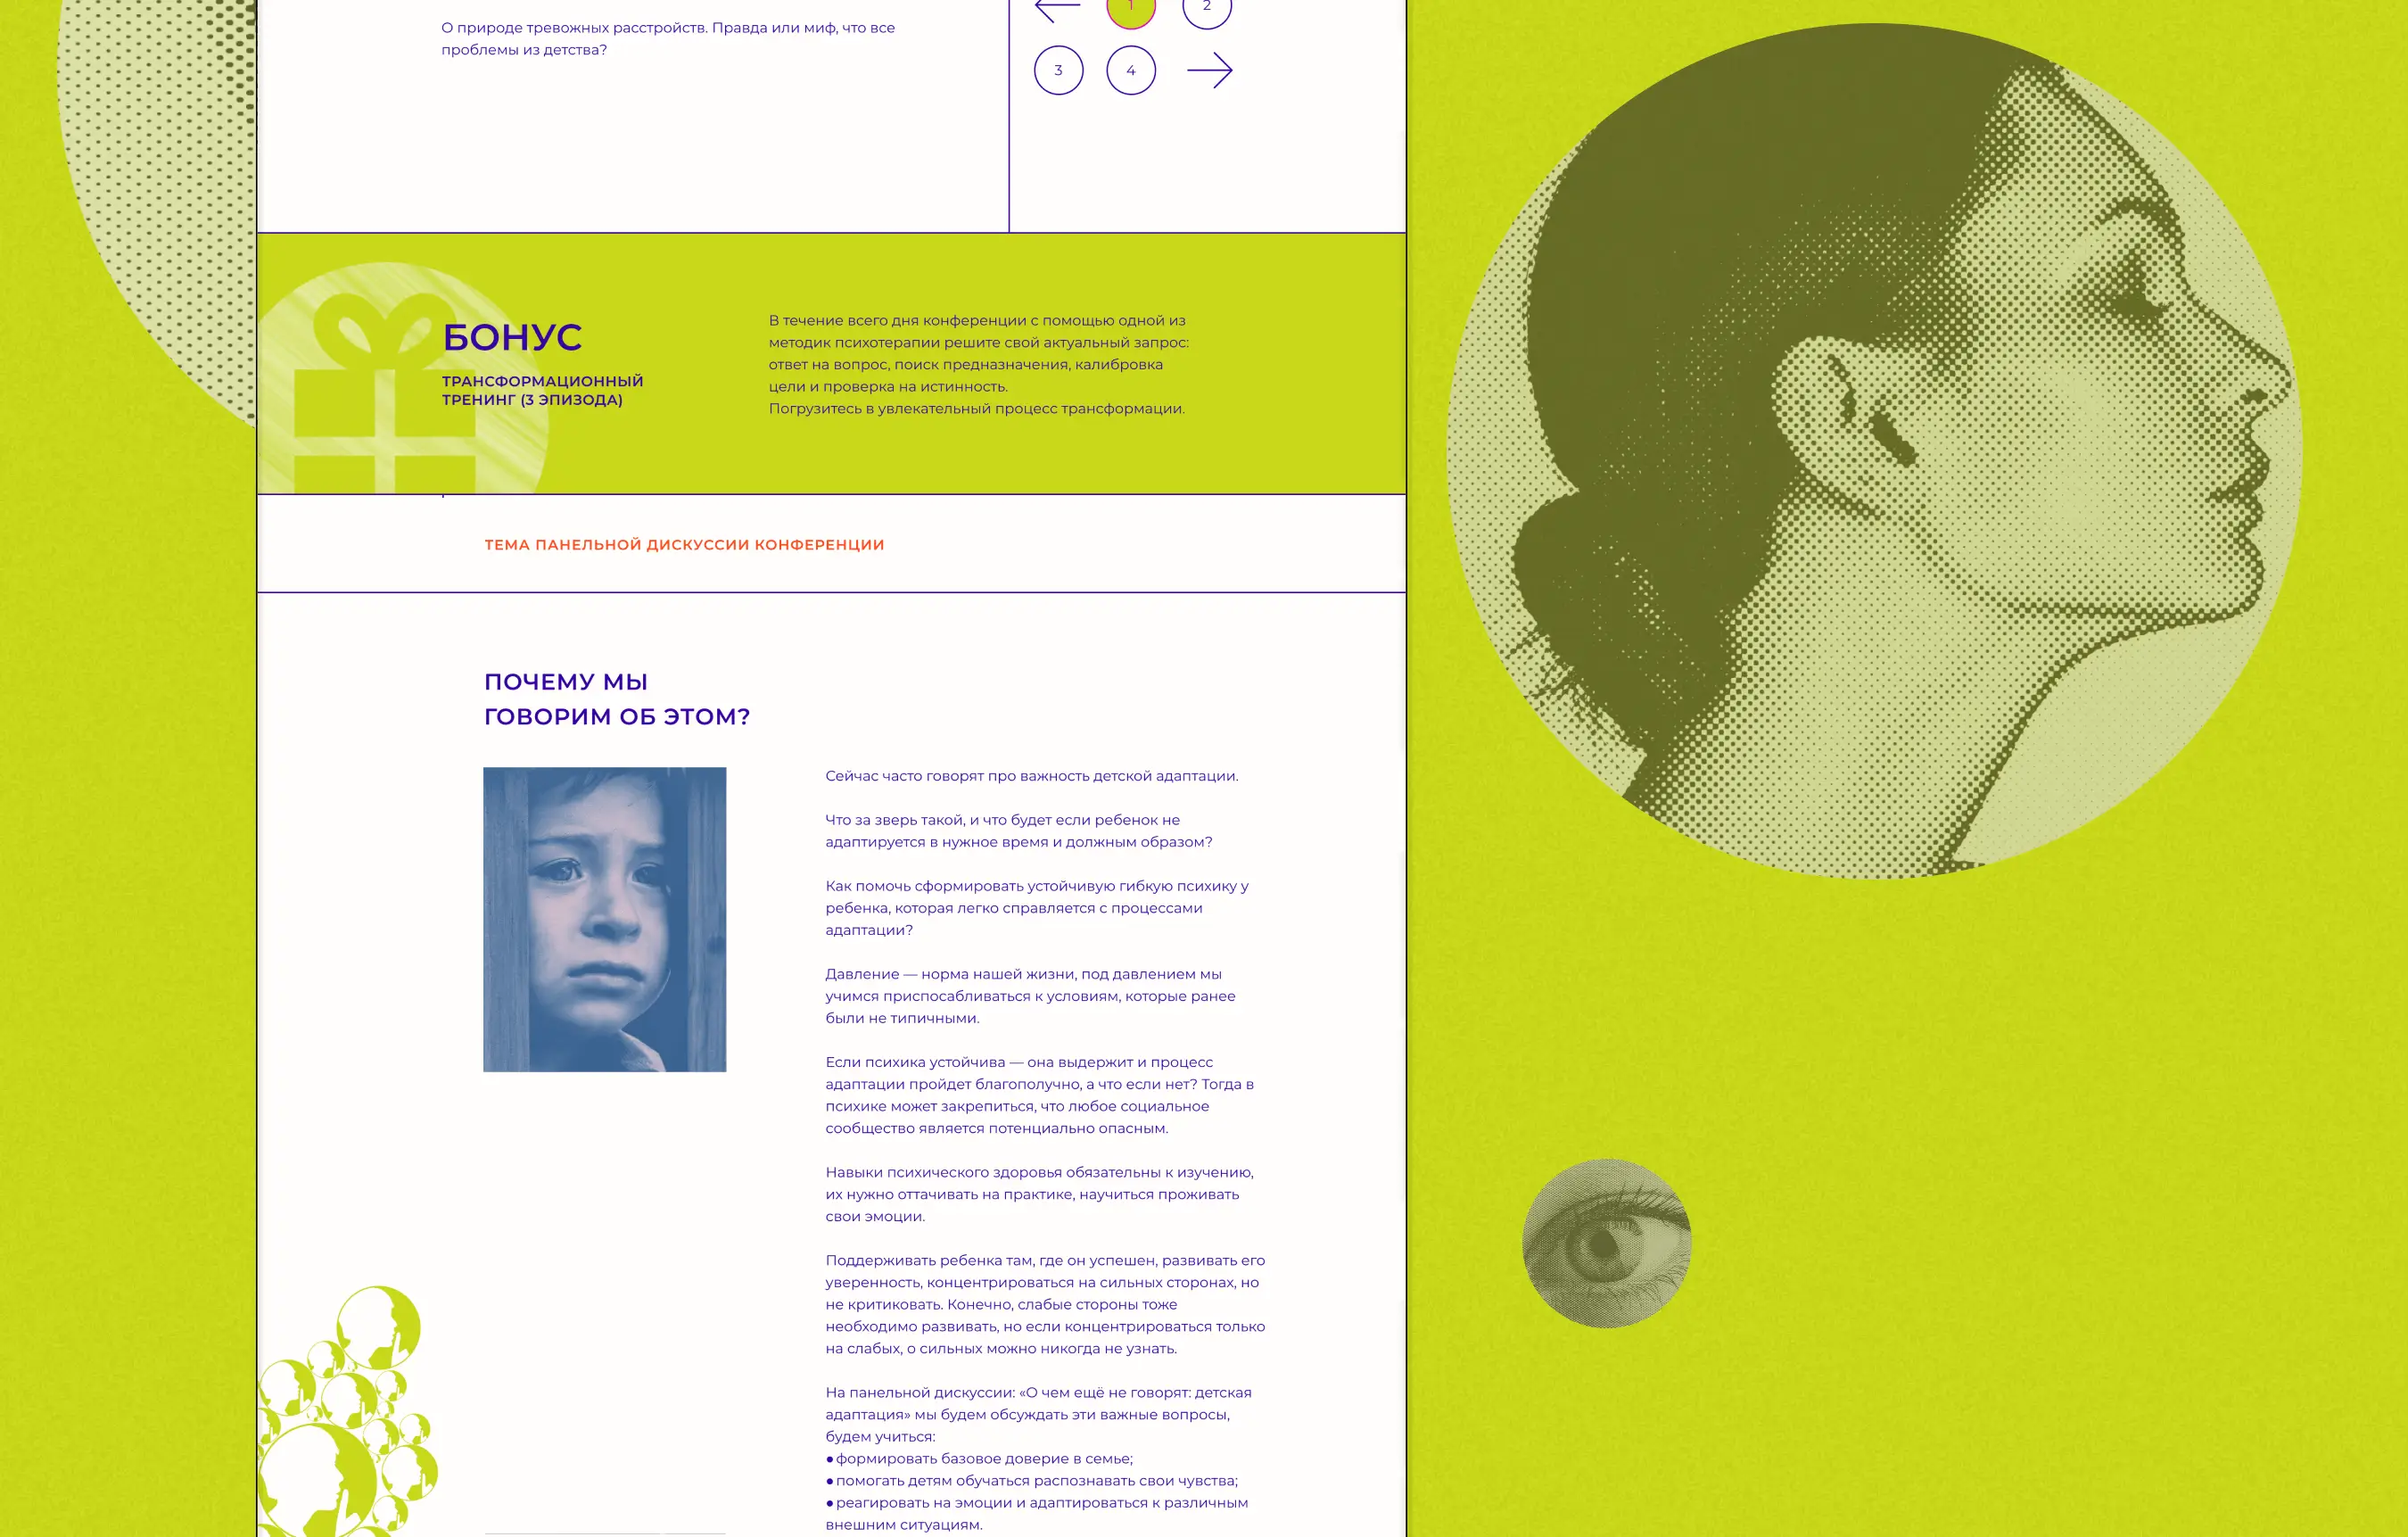 О природе тревожных расстройств. Правда или миф, что все
проблемы из детства?
1
2
3
4
БОНУС
ТРАНСФОРМАЦИОННЫЙ
ТРЕНИНГ (3 ЭПИЗОДА)
В течение всего дня конференции с помощью одной из
методик психотерапии решите свой актуальный запрос:
ответ на вопрос, поиск предназначения, калибровка
цели и проверка на истинность.
Погрузитесь в увлекательный процесс трансформации.
ТЕМА ПАНЕЛЬНОЙ ДИСКУССИИ КОНФЕРЕНЦИИ
ПОЧЕМУ МЫ
ГОВОРИМ ОБ ЭТОМ?
Сейчас часто говорят про важность детской адаптации.
Что за зверь такой, и что будет если ребенок не
адаптируется в нужное время и должным образом?
Как помочь сформировать устойчивую гибкую психику у
ребенка, которая легко справляется с процессами
адаптации?
Давление — норма нашей жизни, под давлением мы
учимся приспосабливаться к условиям, которые ранее
были не типичными.
Если психика устойчива — она выдержит и процесс
адаптации пройдет благополучно, а что если нет? Тогда в
психике может закрепиться, что любое социальное
сообщество является потенциально опасным.
Навыки психического здоровья обязательны к изучению,
их нужно оттачивать на практике, научиться проживать
свои эмоции.
Поддерживать ребенка там, где он успешен, развивать его
уверенность, концентрироваться на сильных сторонах, но
не критиковать. Конечно, слабые стороны тоже
необходимо развивать, но если концентрироваться только
на слабых, о сильных можно никогда не узнать.
На панельной дискуссии: «О чем ещё не говорят: детская
адаптация» мы будем обсуждать эти важные вопросы,
будем учиться:
● формировать базовое доверие в семье;
● помогать детям обучаться распознавать свои чувства;
● реагировать на эмоции и адаптироваться к различным
внешним ситуациям.